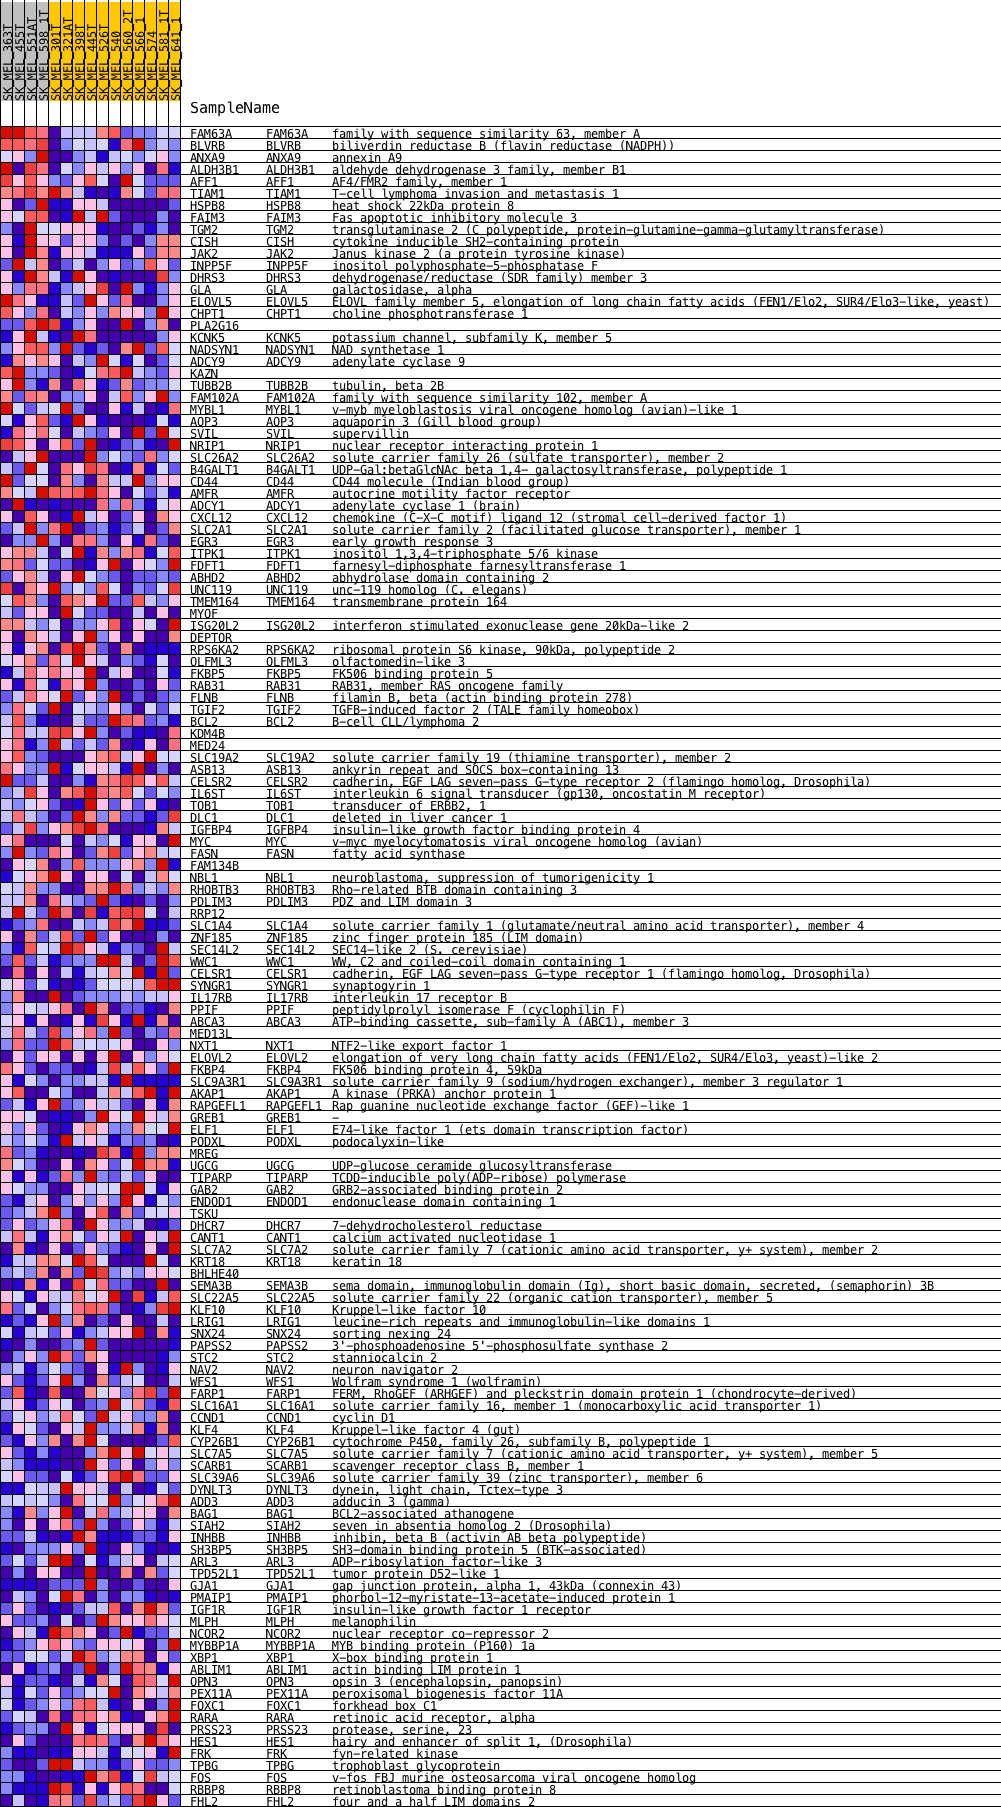 SK_MEL_363T
SK_MEL_455T
SK_MEL_551AT
SK_MEL_598_1T
SK_MEL_301T
SK_MEL_321AT
SK_MEL_398T
SK_MEL_445T
SK_MEL_526T
SK_MEL_540
SK_MEL_560_2T
SK_MEL_566_1
SK_MEL_574
SK_MEL_581_1T
SK_MEL_641_1
SampleName
FAM63A FAM63A family with sequence similarity 63, member A
BLVRB BLVRB biliverdin reductase B (flavin reductase (NADPH))
ANXA9 ANXA9 annexin A9
ALDH3B1 ALDH3B1 aldehyde dehydrogenase 3 family, member B1
AFF1 AFF1 AF4/FMR2 family, member 1
TIAM1 TIAM1 T-cell lymphoma invasion and metastasis 1
HSPB8 HSPB8 heat shock 22kDa protein 8
FAIM3 FAIM3 Fas apoptotic inhibitory molecule 3
TGM2 TGM2 transglutaminase 2 (C polypeptide, protein-glutamine-gamma-glutamyltransferase)
CISH CISH cytokine inducible SH2-containing protein
JAK2 JAK2 Janus kinase 2 (a protein tyrosine kinase)
INPP5F INPP5F inositol polyphosphate-5-phosphatase F
DHRS3 DHRS3 dehydrogenase/reductase (SDR family) member 3
GLA GLA galactosidase, alpha
ELOVL5 ELOVL5 ELOVL family member 5, elongation of long chain fatty acids (FEN1/Elo2, SUR4/Elo3-like, yeast)
CHPT1 CHPT1 choline phosphotransferase 1
PLA2G16
KCNK5 KCNK5 potassium channel, subfamily K, member 5
NADSYN1 NADSYN1 NAD synthetase 1
ADCY9 ADCY9 adenylate cyclase 9
KAZN
TUBB2B TUBB2B tubulin, beta 2B
FAM102A FAM102A family with sequence similarity 102, member A
MYBL1 MYBL1 v-myb myeloblastosis viral oncogene homolog (avian)-like 1
AQP3 AQP3 aquaporin 3 (Gill blood group)
SVIL SVIL supervillin
NRIP1 NRIP1 nuclear receptor interacting protein 1
SLC26A2 SLC26A2 solute carrier family 26 (sulfate transporter), member 2
B4GALT1 B4GALT1 UDP-Gal:betaGlcNAc beta 1,4- galactosyltransferase, polypeptide 1
CD44 CD44 CD44 molecule (Indian blood group)
AMFR AMFR autocrine motility factor receptor
ADCY1 ADCY1 adenylate cyclase 1 (brain)
CXCL12 CXCL12 chemokine (C-X-C motif) ligand 12 (stromal cell-derived factor 1)
SLC2A1 SLC2A1 solute carrier family 2 (facilitated glucose transporter), member 1
EGR3 EGR3 early growth response 3
ITPK1 ITPK1 inositol 1,3,4-triphosphate 5/6 kinase
FDFT1 FDFT1 farnesyl-diphosphate farnesyltransferase 1
ABHD2 ABHD2 abhydrolase domain containing 2
UNC119 UNC119 unc-119 homolog (C. elegans)
TMEM164 TMEM164 transmembrane protein 164
MYOF
ISG20L2 ISG20L2 interferon stimulated exonuclease gene 20kDa-like 2
DEPTOR
RPS6KA2 RPS6KA2 ribosomal protein S6 kinase, 90kDa, polypeptide 2
OLFML3 OLFML3 olfactomedin-like 3
FKBP5 FKBP5 FK506 binding protein 5
RAB31 RAB31 RAB31, member RAS oncogene family
FLNB FLNB filamin B, beta (actin binding protein 278)
TGIF2 TGIF2 TGFB-induced factor 2 (TALE family homeobox)
BCL2 BCL2 B-cell CLL/lymphoma 2
KDM4B
MED24
SLC19A2 SLC19A2 solute carrier family 19 (thiamine transporter), member 2
ASB13 ASB13 ankyrin repeat and SOCS box-containing 13
CELSR2 CELSR2 cadherin, EGF LAG seven-pass G-type receptor 2 (flamingo homolog, Drosophila)
IL6ST IL6ST interleukin 6 signal transducer (gp130, oncostatin M receptor)
TOB1 TOB1 transducer of ERBB2, 1
DLC1 DLC1 deleted in liver cancer 1
IGFBP4 IGFBP4 insulin-like growth factor binding protein 4
MYC MYC v-myc myelocytomatosis viral oncogene homolog (avian)
FASN FASN fatty acid synthase
FAM134B
NBL1 NBL1 neuroblastoma, suppression of tumorigenicity 1
RHOBTB3 RHOBTB3 Rho-related BTB domain containing 3
PDLIM3 PDLIM3 PDZ and LIM domain 3
RRP12
SLC1A4 SLC1A4 solute carrier family 1 (glutamate/neutral amino acid transporter), member 4
ZNF185 ZNF185 zinc finger protein 185 (LIM domain)
SEC14L2 SEC14L2 SEC14-like 2 (S. cerevisiae)
WWC1 WWC1 WW, C2 and coiled-coil domain containing 1
CELSR1 CELSR1 cadherin, EGF LAG seven-pass G-type receptor 1 (flamingo homolog, Drosophila)
SYNGR1 SYNGR1 synaptogyrin 1
IL17RB IL17RB interleukin 17 receptor B
PPIF PPIF peptidylprolyl isomerase F (cyclophilin F)
ABCA3 ABCA3 ATP-binding cassette, sub-family A (ABC1), member 3
MED13L
NXT1 NXT1 NTF2-like export factor 1
ELOVL2 ELOVL2 elongation of very long chain fatty acids (FEN1/Elo2, SUR4/Elo3, yeast)-like 2
FKBP4 FKBP4 FK506 binding protein 4, 59kDa
SLC9A3R1 SLC9A3R1 solute carrier family 9 (sodium/hydrogen exchanger), member 3 regulator 1
AKAP1 AKAP1 A kinase (PRKA) anchor protein 1
RAPGEFL1 RAPGEFL1 Rap guanine nucleotide exchange factor (GEF)-like 1
GREB1 GREB1 -
ELF1 ELF1 E74-like factor 1 (ets domain transcription factor)
PODXL PODXL podocalyxin-like
MREG
UGCG UGCG UDP-glucose ceramide glucosyltransferase
TIPARP TIPARP TCDD-inducible poly(ADP-ribose) polymerase
GAB2 GAB2 GRB2-associated binding protein 2
ENDOD1 ENDOD1 endonuclease domain containing 1
TSKU
DHCR7 DHCR7 7-dehydrocholesterol reductase
CANT1 CANT1 calcium activated nucleotidase 1
SLC7A2 SLC7A2 solute carrier family 7 (cationic amino acid transporter, y+ system), member 2
KRT18 KRT18 keratin 18
BHLHE40
SEMA3B SEMA3B sema domain, immunoglobulin domain (Ig), short basic domain, secreted, (semaphorin) 3B
SLC22A5 SLC22A5 solute carrier family 22 (organic cation transporter), member 5
KLF10 KLF10 Kruppel-like factor 10
LRIG1 LRIG1 leucine-rich repeats and immunoglobulin-like domains 1
SNX24 SNX24 sorting nexing 24
PAPSS2 PAPSS2 3'-phosphoadenosine 5'-phosphosulfate synthase 2
STC2 STC2 stanniocalcin 2
NAV2 NAV2 neuron navigator 2
WFS1 WFS1 Wolfram syndrome 1 (wolframin)
FARP1 FARP1 FERM, RhoGEF (ARHGEF) and pleckstrin domain protein 1 (chondrocyte-derived)
SLC16A1 SLC16A1 solute carrier family 16, member 1 (monocarboxylic acid transporter 1)
CCND1 CCND1 cyclin D1
KLF4 KLF4 Kruppel-like factor 4 (gut)
CYP26B1 CYP26B1 cytochrome P450, family 26, subfamily B, polypeptide 1
SLC7A5 SLC7A5 solute carrier family 7 (cationic amino acid transporter, y+ system), member 5
SCARB1 SCARB1 scavenger receptor class B, member 1
SLC39A6 SLC39A6 solute carrier family 39 (zinc transporter), member 6
DYNLT3 DYNLT3 dynein, light chain, Tctex-type 3
ADD3 ADD3 adducin 3 (gamma)
BAG1 BAG1 BCL2-associated athanogene
SIAH2 SIAH2 seven in absentia homolog 2 (Drosophila)
INHBB INHBB inhibin, beta B (activin AB beta polypeptide)
SH3BP5 SH3BP5 SH3-domain binding protein 5 (BTK-associated)
ARL3 ARL3 ADP-ribosylation factor-like 3
TPD52L1 TPD52L1 tumor protein D52-like 1
GJA1 GJA1 gap junction protein, alpha 1, 43kDa (connexin 43)
PMAIP1 PMAIP1 phorbol-12-myristate-13-acetate-induced protein 1
IGF1R IGF1R insulin-like growth factor 1 receptor
MLPH MLPH melanophilin
NCOR2 NCOR2 nuclear receptor co-repressor 2
MYBBP1A MYBBP1A MYB binding protein (P160) 1a
XBP1 XBP1 X-box binding protein 1
ABLIM1 ABLIM1 actin binding LIM protein 1
OPN3 OPN3 opsin 3 (encephalopsin, panopsin)
PEX11A PEX11A peroxisomal biogenesis factor 11A
FOXC1 FOXC1 forkhead box C1
RARA RARA retinoic acid receptor, alpha
PRSS23 PRSS23 protease, serine, 23
HES1 HES1 hairy and enhancer of split 1, (Drosophila)
FRK FRK fyn-related kinase
TPBG TPBG trophoblast glycoprotein
FOS FOS v-fos FBJ murine osteosarcoma viral oncogene homolog
RBBP8 RBBP8 retinoblastoma binding protein 8
FHL2 FHL2 four and a half LIM domains 2